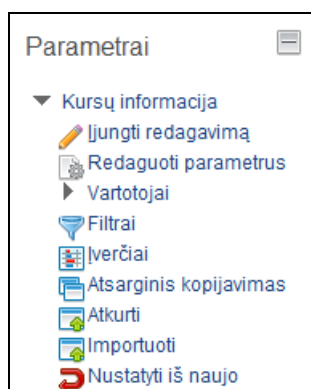 Parametrai
Kursų informacija
Įjungti redagavimą
Redaguoti parametrus
Vartotojai
Filtrai
Įverčiai
Atsarginis kopijavimas
Atkurti
Importuoti
Nustatyti iš naujo